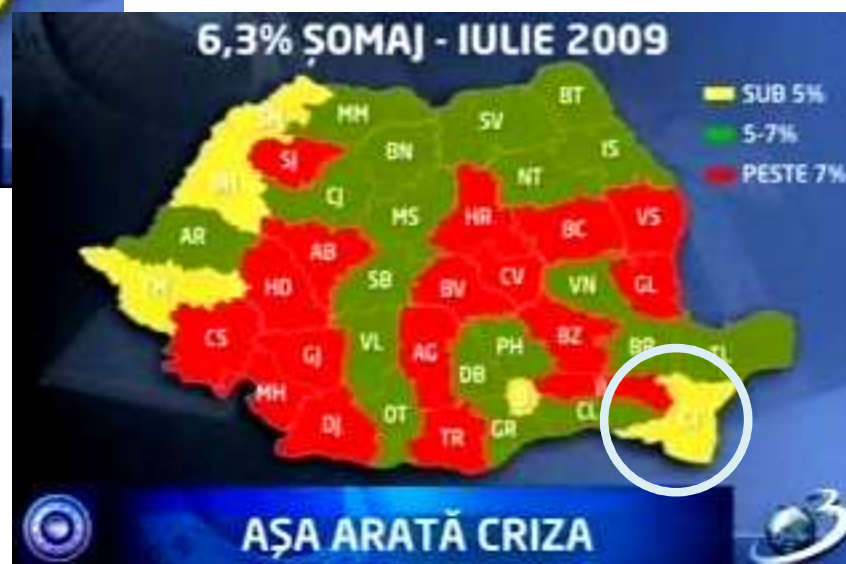 6,3% ȘOMAJ - IULIE 2009
SUB 5%
5-7%
PESTE 7%
MM
SV
BT
SJ
BN
IS
CJ
NT
MS
HR
BC
VS
AR
AB
HD
SB
BV
CV
VN
GL
CS
GJ
VL
AG
PH
BZ
BR
DB
MH
DJ
OT
TR
GR
CL
AȘA ARATĂ CRIZA
3